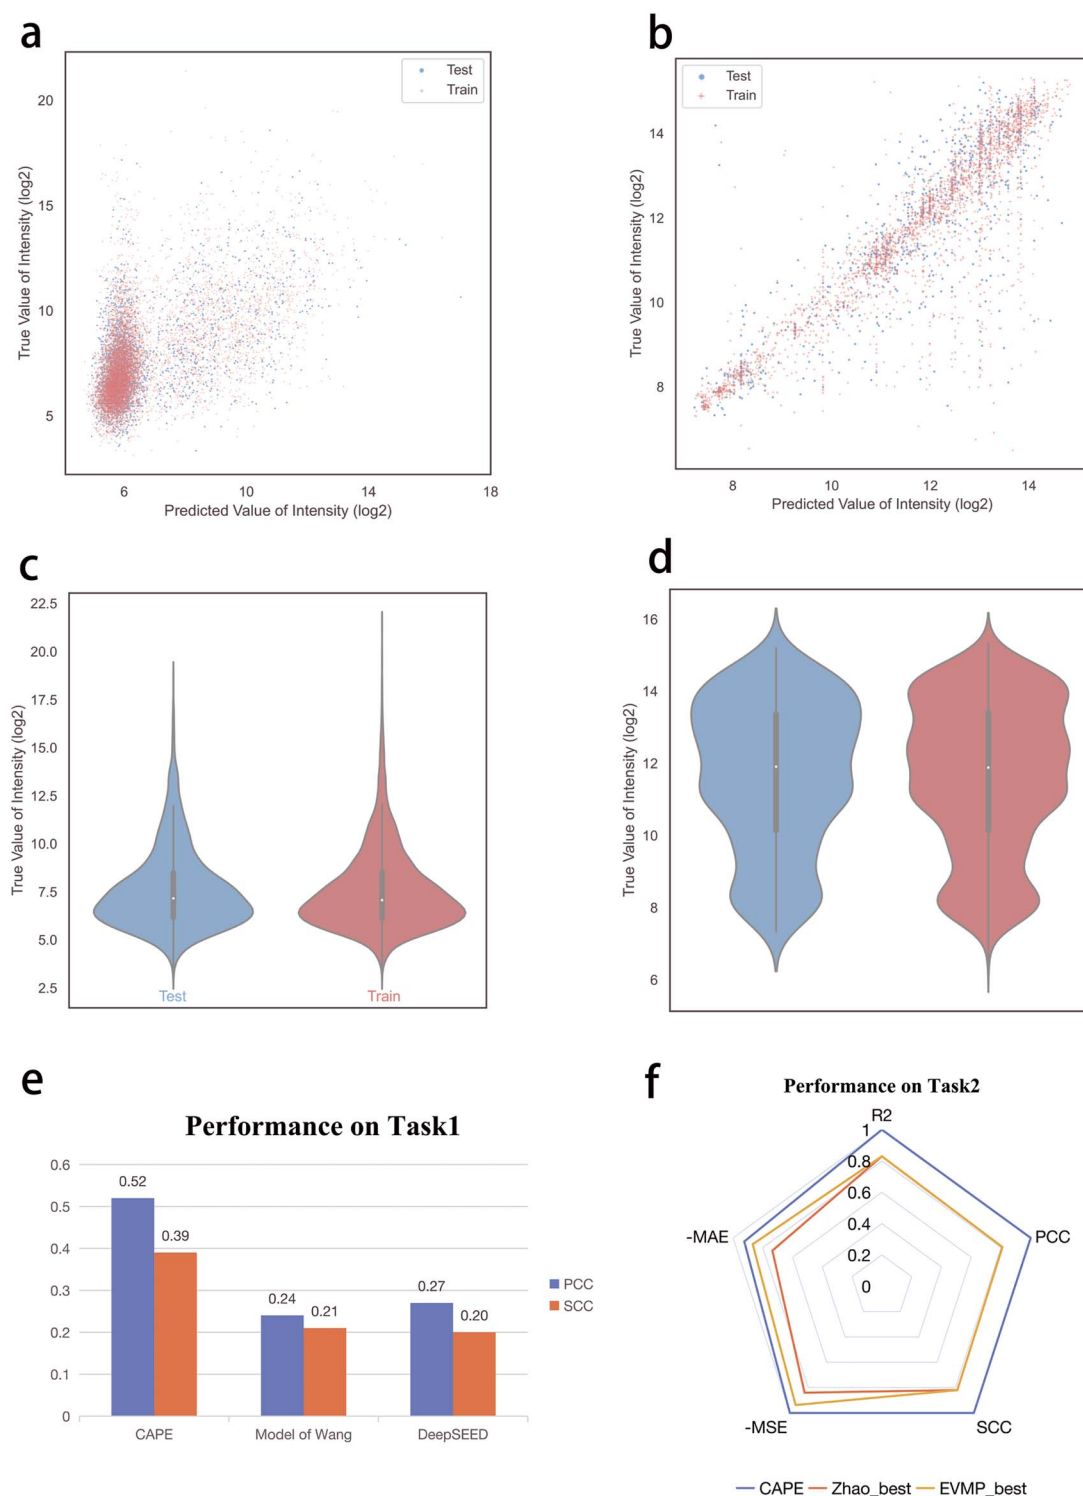 a
Test
Train
20
15
10
5
True Value of Intensity (log2)
6
10
14
18
Predicted Value of Intensity (log2)
b
Test
Train
14
12
10
8
True Value of Intensity (log2)
8
10
12
14
Predicted Value of Intensity (log2)
c
22.5
20.0
17.5
15.0
12.5
10.0
7.5
5.0
2.5
True Value of Intensity (log2)
Test
Train
d
16
14
12
10
8
6
True Value of Intensity (log2)
e
Performance on Task1
0.6
0.5
0.4
0.3
0.2
0.1
0
0.52
0.39
0.24
0.21
0.27
0.20
CAPE
Model of Wang
DeepSEED
PCC
SCC
f
Performance on Task2
R2
1
0.8
0.6
0.4
0.2
0
-MAE
PCC
-MSE
SCC
CAPE
Zhao_best
EVMP_best